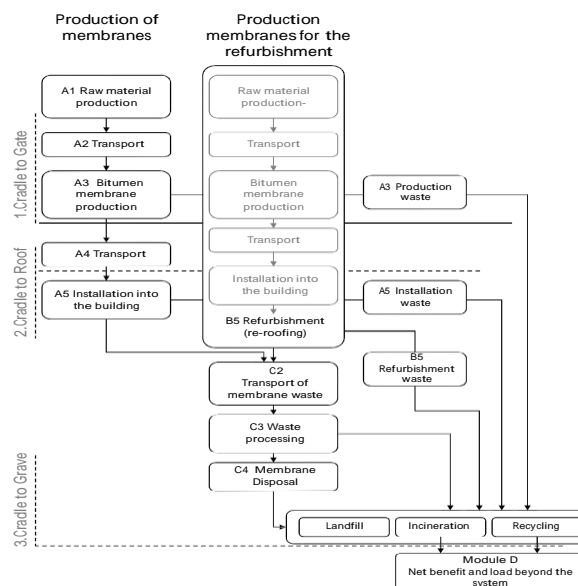 Production of
membranes
Production
membranes for the
refurbishment
A1 Raw material
production
Raw material
production-
1.Cradle to Gate
A2 Transport
Transport
A3 Bitumen
membrane
production
Bitumen
membrane
production
A3 Production
waste
Transport
A4 Transport
2.Cradle to Roof
A5 Installation into
the building
Installation into
the building
A5 Installation
waste
B5 Refurbishment
(re-roofing)
B5
Refurbishment
waste
C2
Transport of
membrane waste
C3 Waste
processing
C4 Membrane
Disposal
3.Cradle to Grave
Landfill
Incineration
Recycling
Module D
Net benefit and load beyond the
system